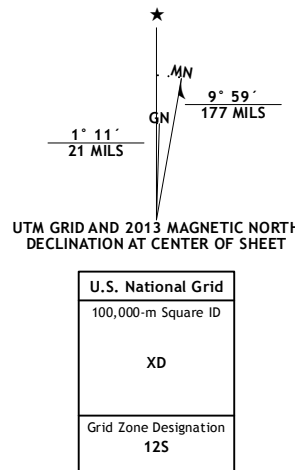 MN
GN
9° 59´
177 MILS
1° 11´
21 MILS
UTM GRID AND 2013 MAGNETIC NORTH
DECLINATION AT CENTER OF SHEET
U.S. National Grid
100,000-m Square ID
XD
Grid Zone Designation
12S